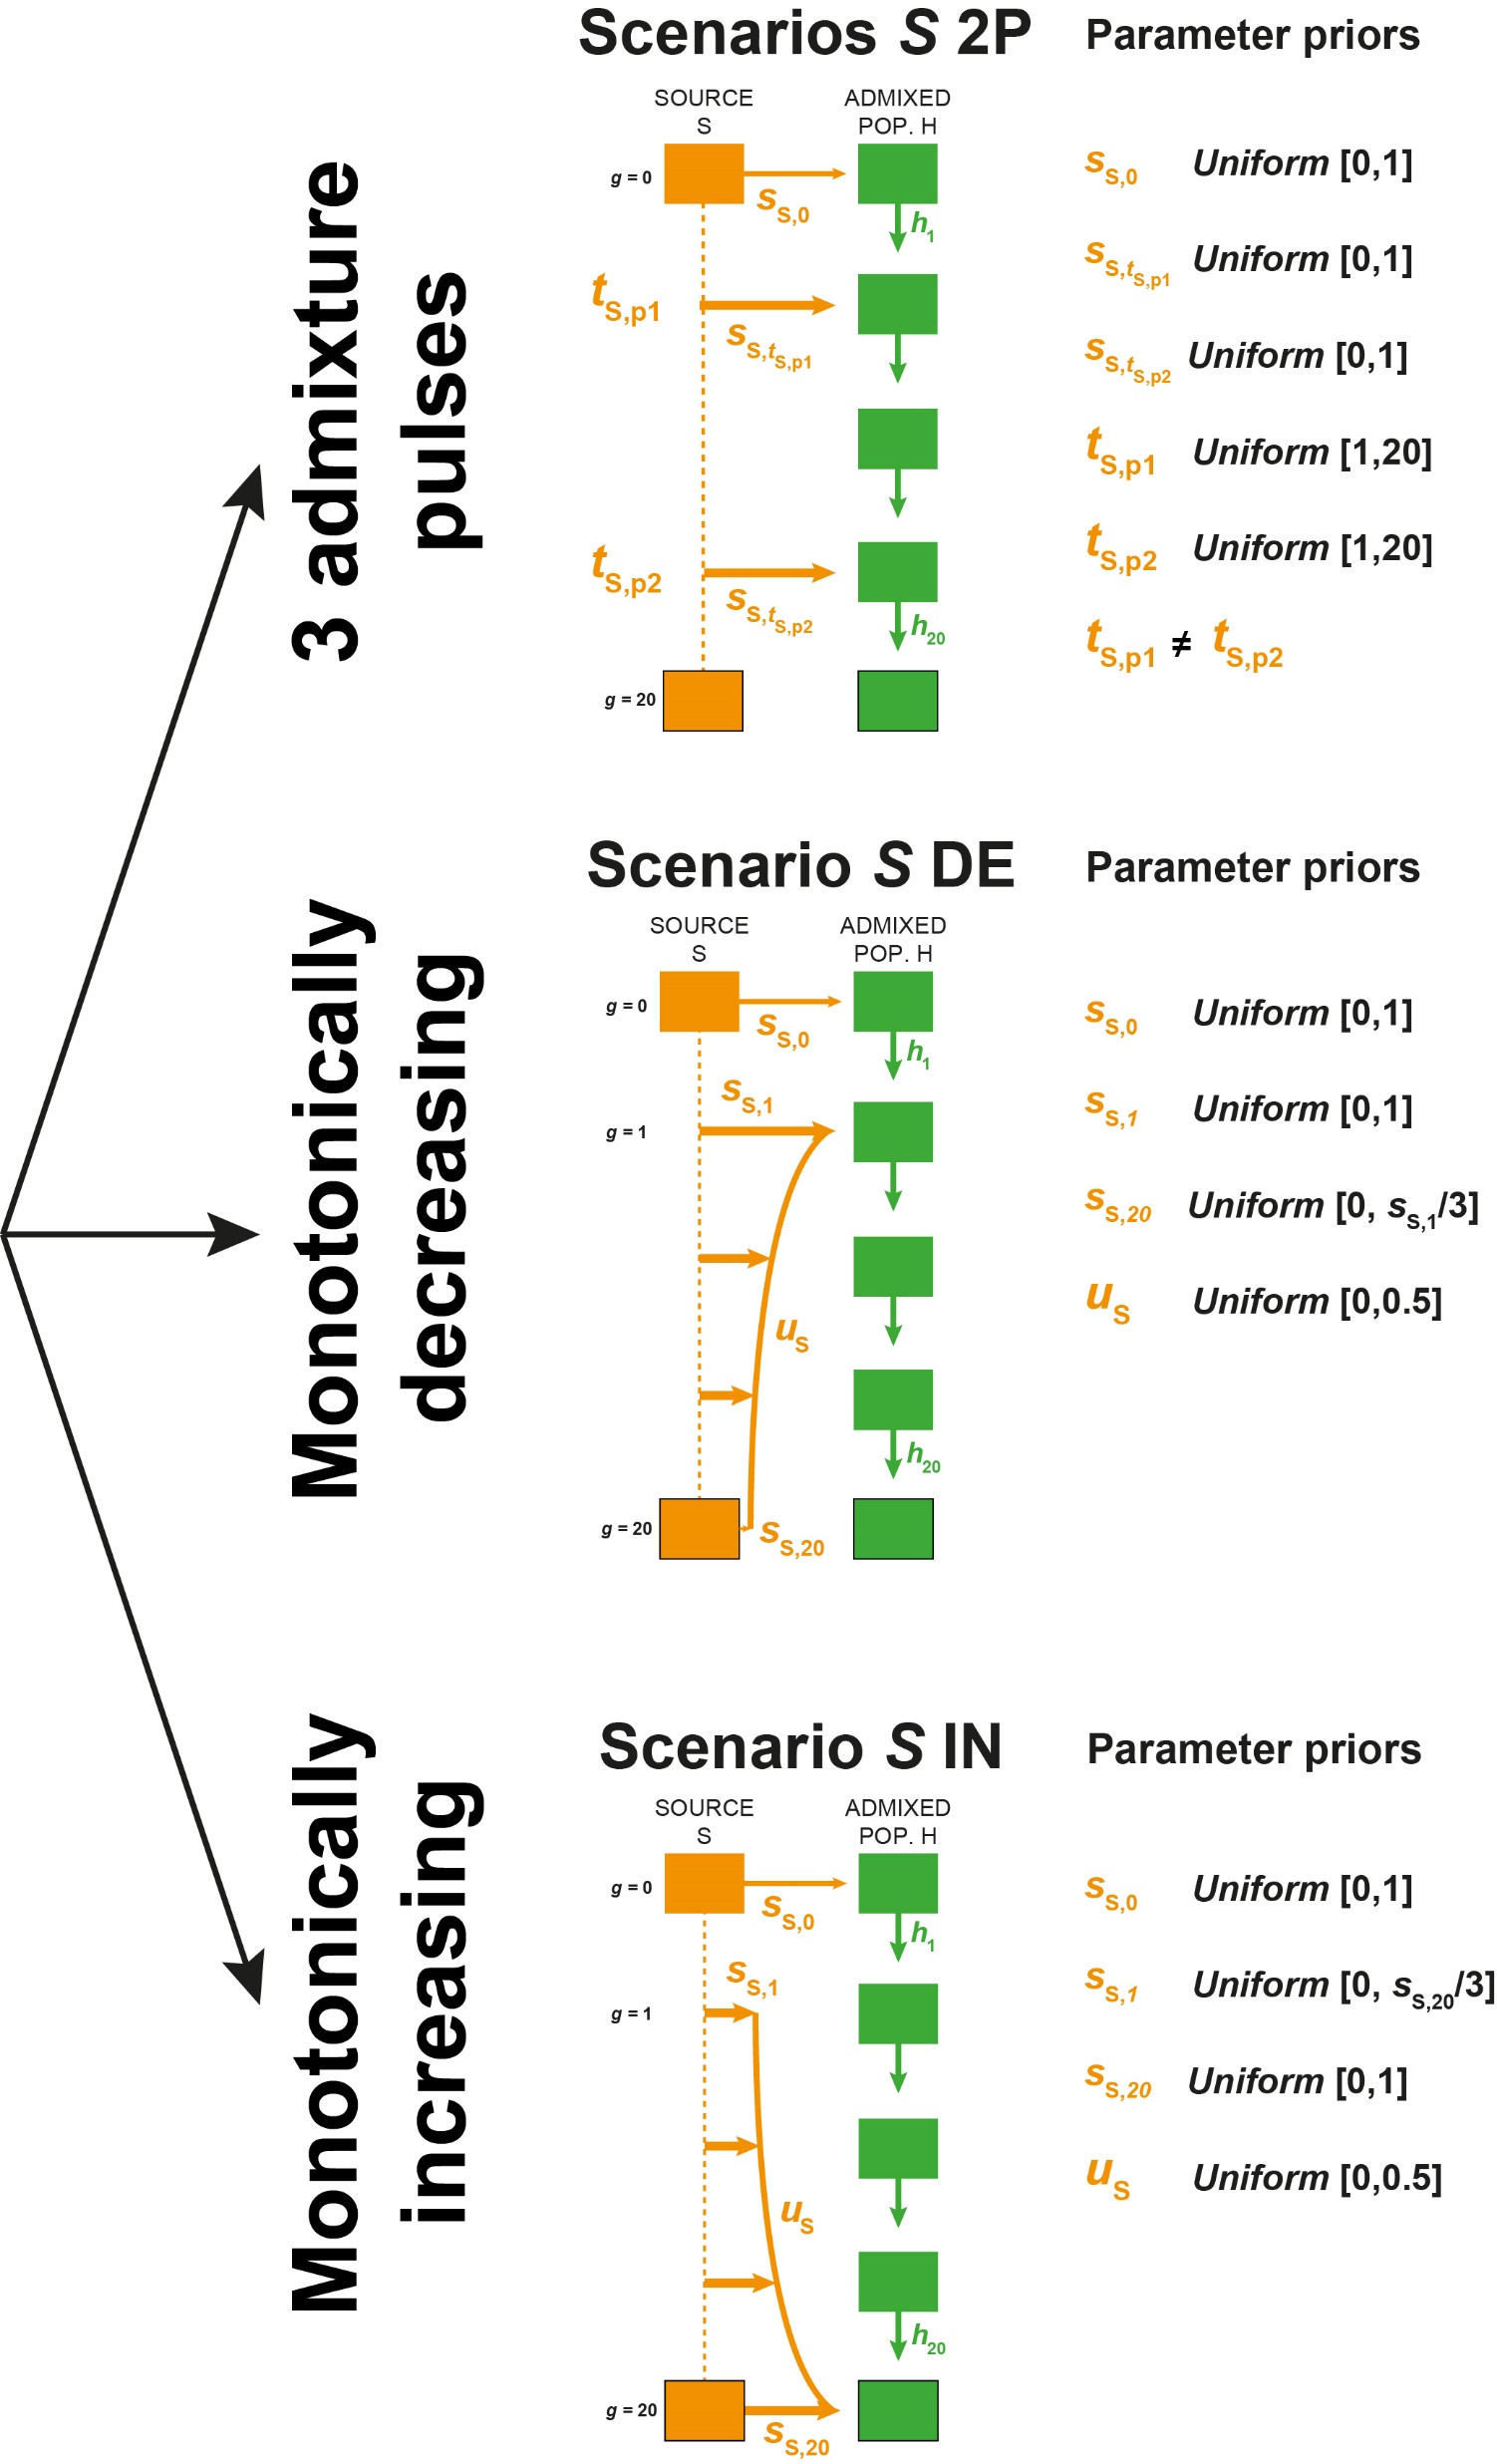 3 admixture
pulses
Scenarios S 2P
Parameter priors
SOURCE
S
ADMIXED
POP. H
g = 0
sS,0
h1
tS,p1
sS,tS,p1
tS,p2
sS,tS,p2
h20
g = 20
sS,0 Uniform [0,1]
sS,tS,p1 Uniform [0,1]
sS,tS,p2 Uniform [0,1]
tS,p1 Uniform [1,20]
tS,p2 Uniform [1,20]
tS,p1 ≠ tS,p2
Monotonically
decreasing
Scenario S DE
Parameter priors
SOURCE
S
ADMIXED
POP. H
g = 0
sS,0
h1
sS,1
g = 1
uS
h20
g = 20
sS,20
sS,0 Uniform [0,1]
sS,1 Uniform [0,1]
sS,20 Uniform [0, sS,1/3]
uS Uniform [0,0.5]
Monotonically
increasing
Scenario S IN
Parameter priors
SOURCE
S
ADMIXED
POP. H
g = 0
sS,0
h1
sS,1
g = 1
uS
h20
g = 20
sS,20
sS,0 Uniform [0,1]
sS,1 Uniform [0, sS,20/3]
sS,20 Uniform [0,1]
uS Uniform [0,0.5]